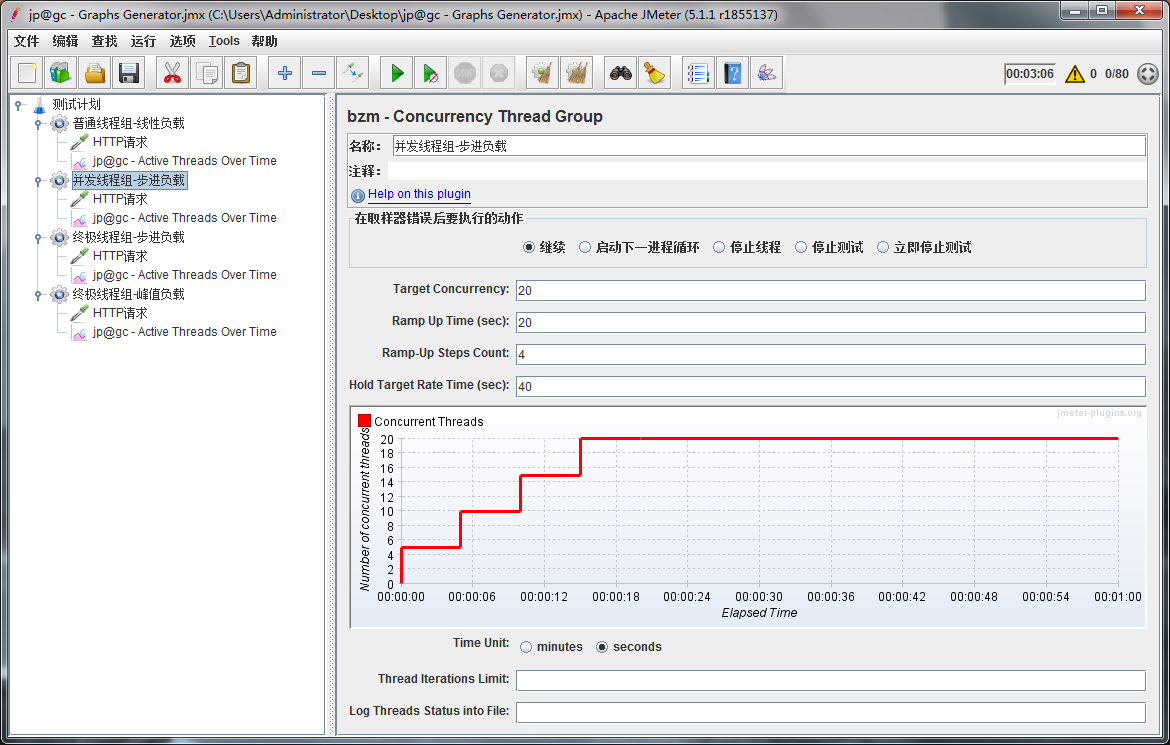 jp@gc - Graphs Generator.jmx (C:\Users\Administrator\Desktop\jp@gc - Graphs Generator.jmx) - Apache JMeter (5.1.1 r1855137)
文件 编辑 查找 运行 选项 Tools 帮助
STOP 00:03:06 0 0/80
测试计划
普通线程组-线性负载
HTTP请求
jp@gc - Active Threads Over Time
并发线程组-步进负载
HTTP请求
jp@gc - Active Threads Over Time
终极线程组-步进负载
HTTP请求
jp@gc - Active Threads Over Time
终极线程组-峰值负载
HTTP请求
jp@gc - Active Threads Over Time
bzm - Concurrency Thread Group
名称: 并发线程组-步进负载
注释:
Help on this plugin
在取样器错误后要执行的动作
继续 启动下一进程循环 停止线程 停止测试 立即停止测试
Target Concurrency: 20
Ramp Up Time (sec): 20
Ramp-Up Steps Count: 4
Hold Target Rate Time (sec): 40
jmeter-plugins.org
Concurrent Threads
Number of concurrent threads
20
18
16
14
12
10
8
6
4
2
0
00:00:00 00:00:06 00:00:12 00:00:18 00:00:24 00:00:30 00:00:36 00:00:42 00:00:48 00:00:54 00:01:00
Elapsed Time
Time Unit: minutes seconds
Thread Iterations Limit:
Log Threads Status into File: